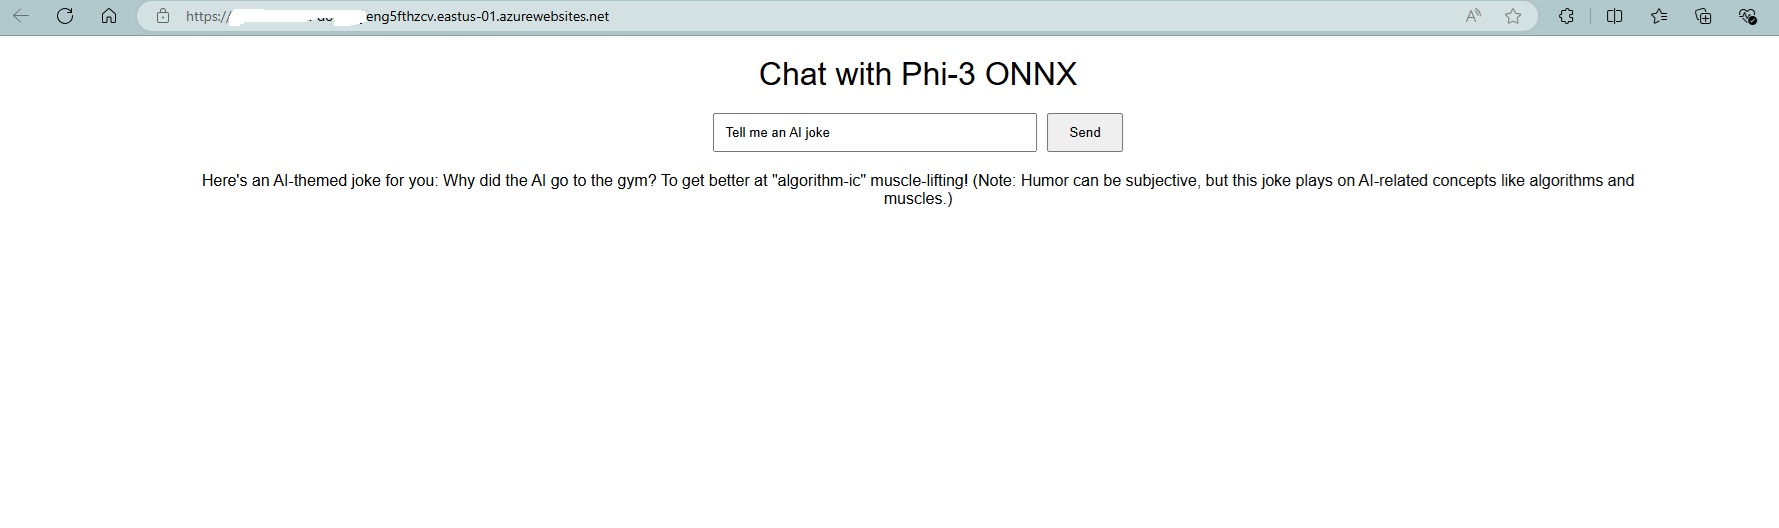 https:// eng5fthzcv.eastus-01.azurewebsites.net
Chat with Phi-3 ONNX
Tell me an AI joke
Send
Here's an AI-themed joke for you: Why did the AI go to the gym? To get better at "algorithm-ic" muscle-lifting! (Note: Humor can be subjective, but this joke plays on AI-related concepts like algorithms and
muscles.)